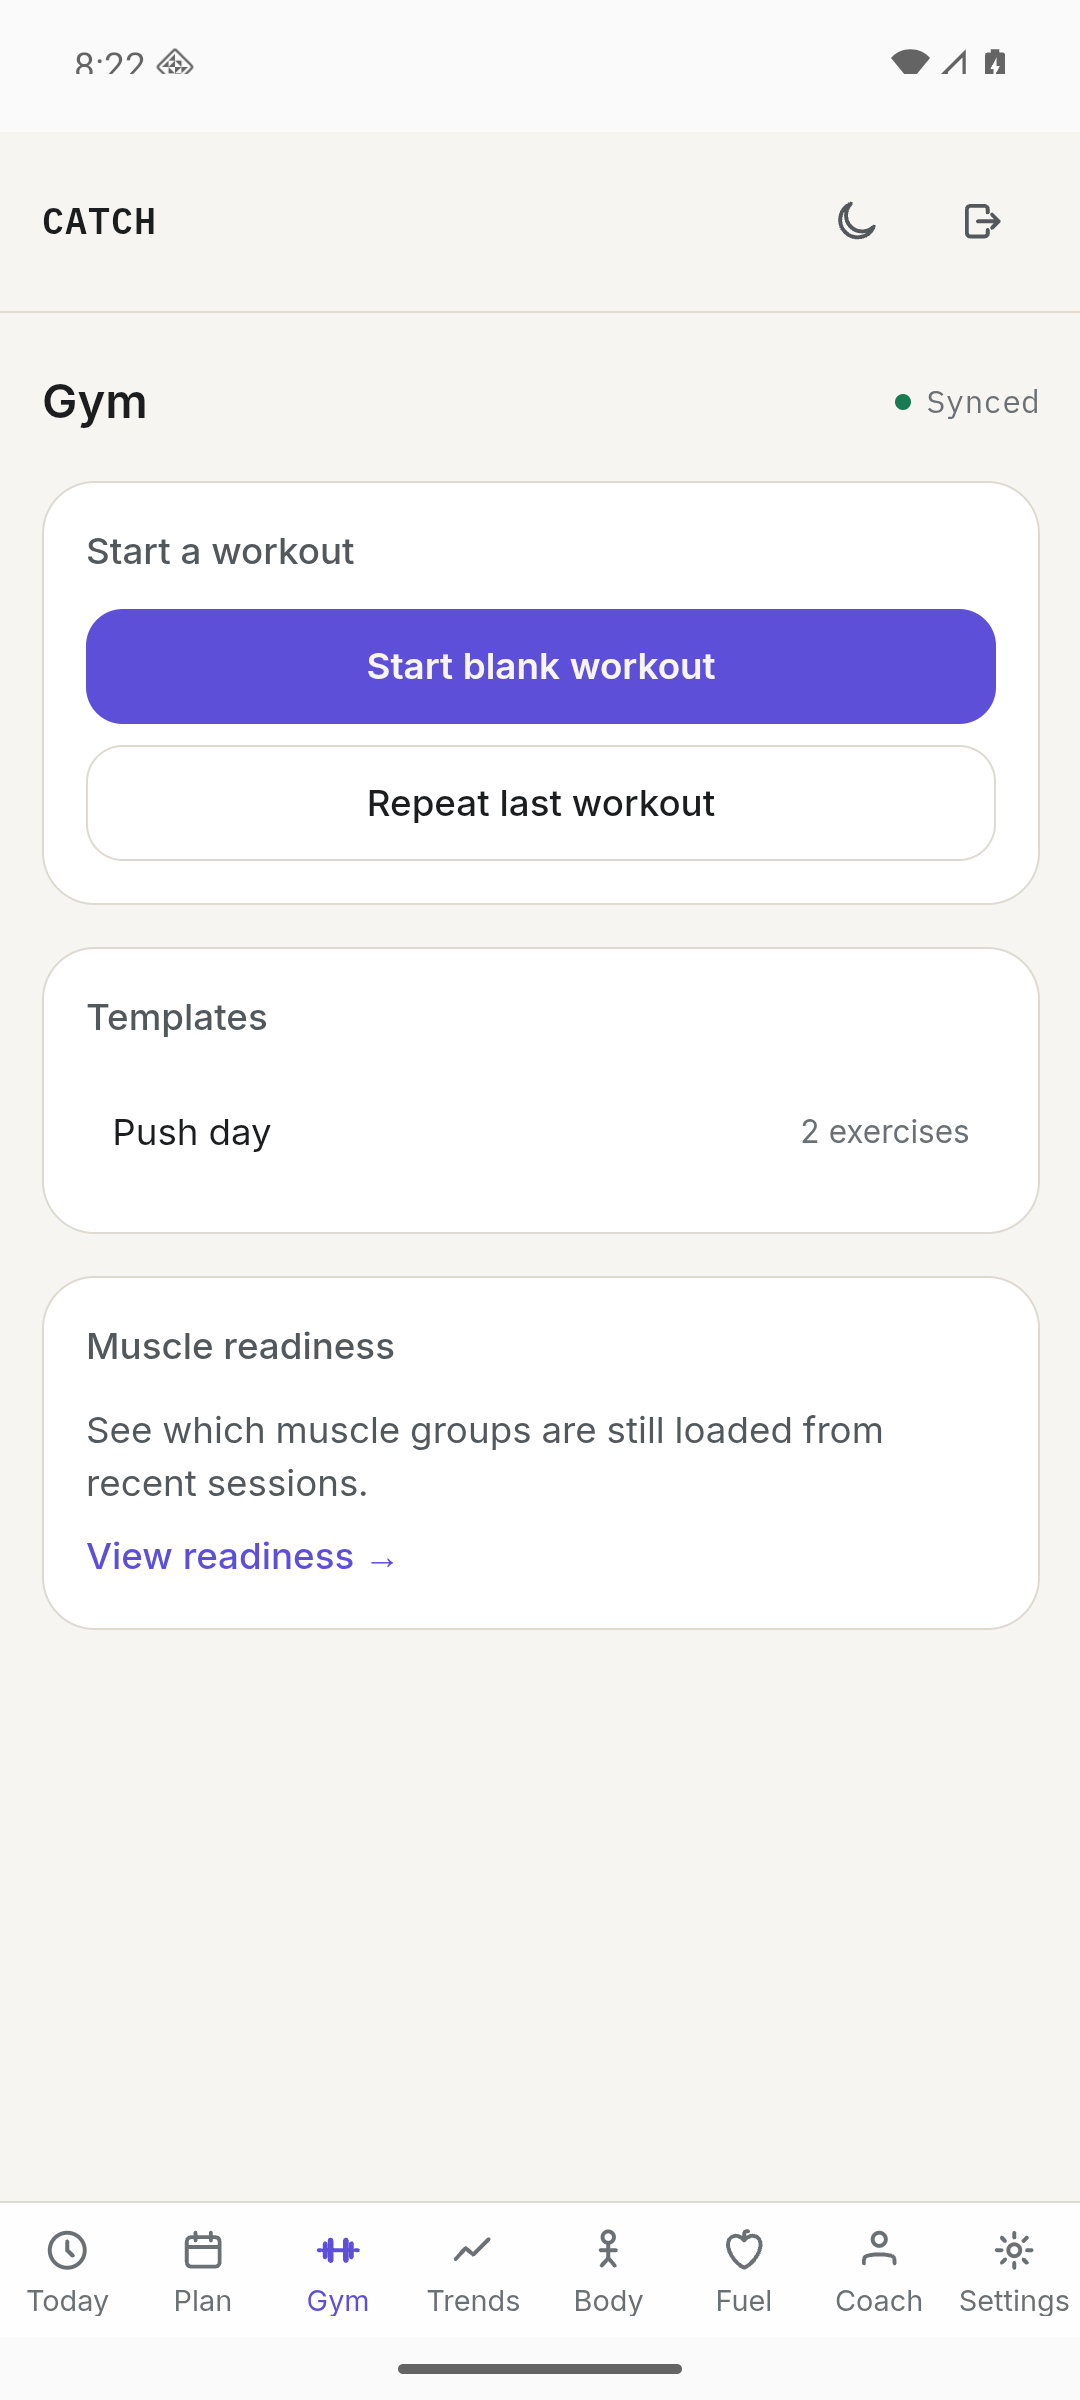 8:22
CATCH
Gym
Synced
Start a workout
Start blank workout
Repeat last workout
Templates
Push day
2 exercises
Muscle readiness
See which muscle groups are still loaded from
recent sessions.
View readiness →
Today
Plan
Gym
Trends
Body
Fuel
Coach
Settings